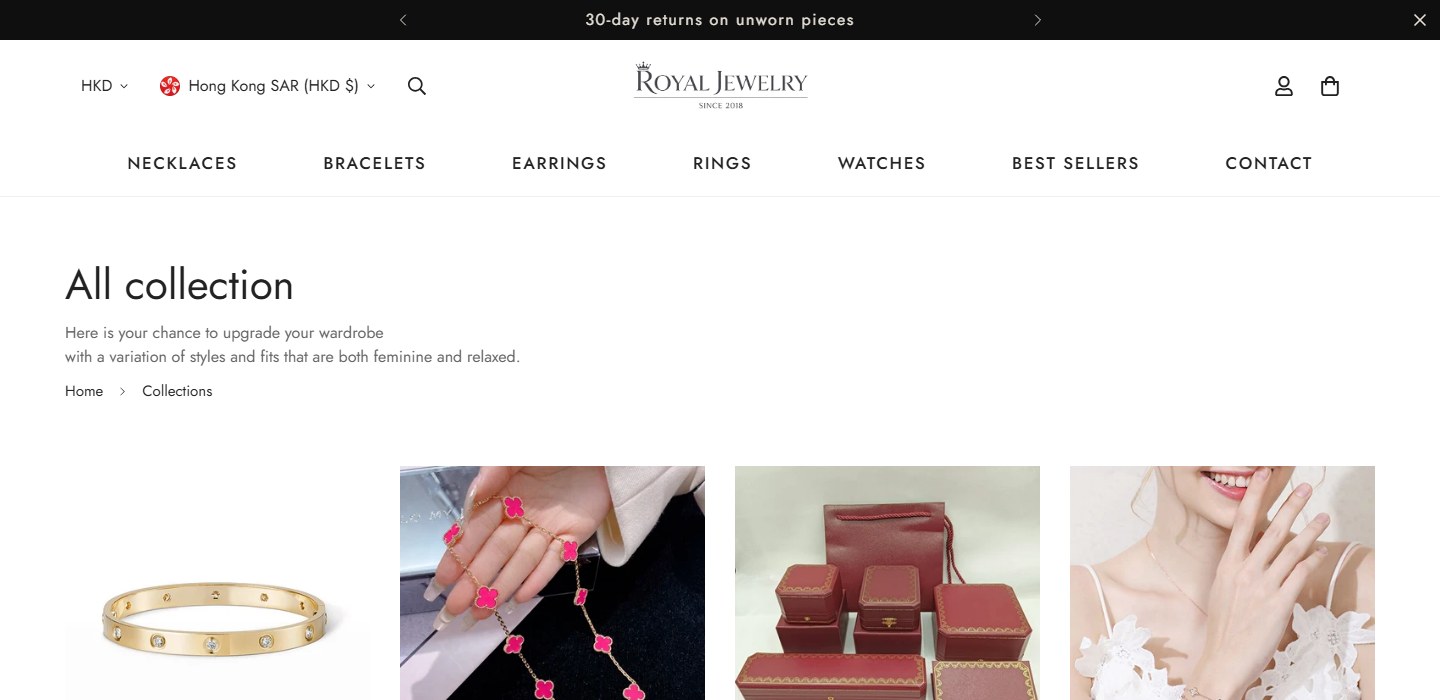 30-day returns on unworn pieces
HKD
Hong Kong SAR (HKD $)
ROYAL JEWELRY
SINCE 2018
NECKLACES
BRACELETS
EARRINGS
RINGS
WATCHES
BEST SELLERS
CONTACT
All collection
Here is your chance to upgrade your wardrobe
with a variation of styles and fits that are both feminine and relaxed.
Home
Collections